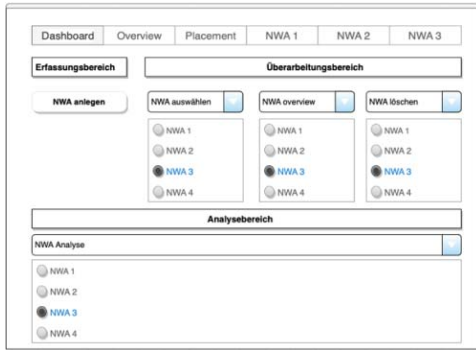 Dashboard Overview Placement NWA 1 NWA 2 NWA 3
Erfassungsbereich Überarbeitungsbereich
NWA anlegen NWA auswählen NWA overview NWA löschen
NWA 1 NWA 1 NWA 1
NWA 2 NWA 2 NWA 2
NWA 3 NWA 3 NWA 3
NWA 4 NWA 4 NWA 4
Analysebereich
NWA Analyse
NWA 1
NWA 2
NWA 3
NWA 4